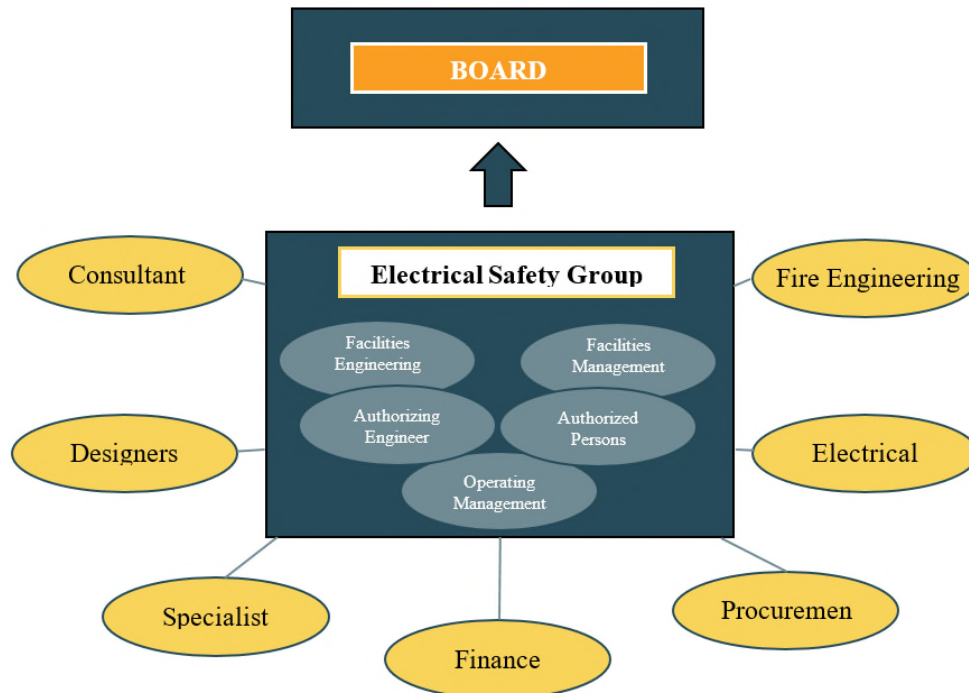 BOARD
Electrical Safety Group
Consultant
Fire Engineering
Facilities
Engineering
Facilities
Management
Authorizing
Engineer
Authorized
Persons
Designers
Electrical
Operating
Management
Specialist
Procuremen
Finance